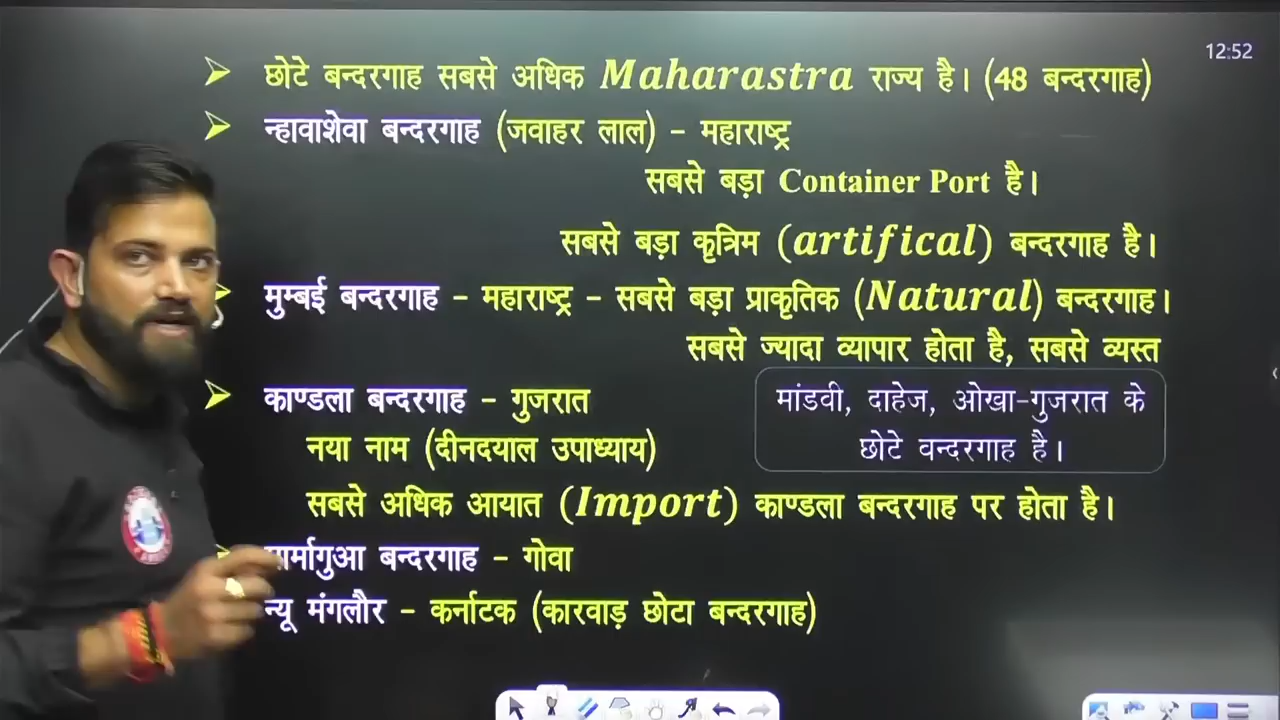 12:52
छोटे बन्दरगाह सबसे अधिक Maharastra राज्य है। (48 बन्दरगाह)
न्हावाशेवा बन्दरगाह (जवाहर लाल) – महाराष्ट्र
सबसे बड़ा Container Port है।
सबसे बड़ा कृत्रिम (artifical) बन्दरगाह है।
मुम्बई बन्दरगाह – महाराष्ट्र – सबसे बड़ा प्राकृतिक (Natural) बन्दरगाह।
सबसे ज्यादा व्यापार होता है, सबसे व्यस्त
काण्डला बन्दरगाह – गुजरात
नया नाम (दीनदयाल उपाध्याय)
मांडवी, दाहेज, ओखा-गुजरात के
छोटे वन्दरगाह है।
सबसे अधिक आयात (Import) काण्डला बन्दरगाह पर होता है।
बन्दरगाह – गोवा
न्यू मंगलौर – कर्नाटक (कारवाड़ छोटा बन्दरगाह)